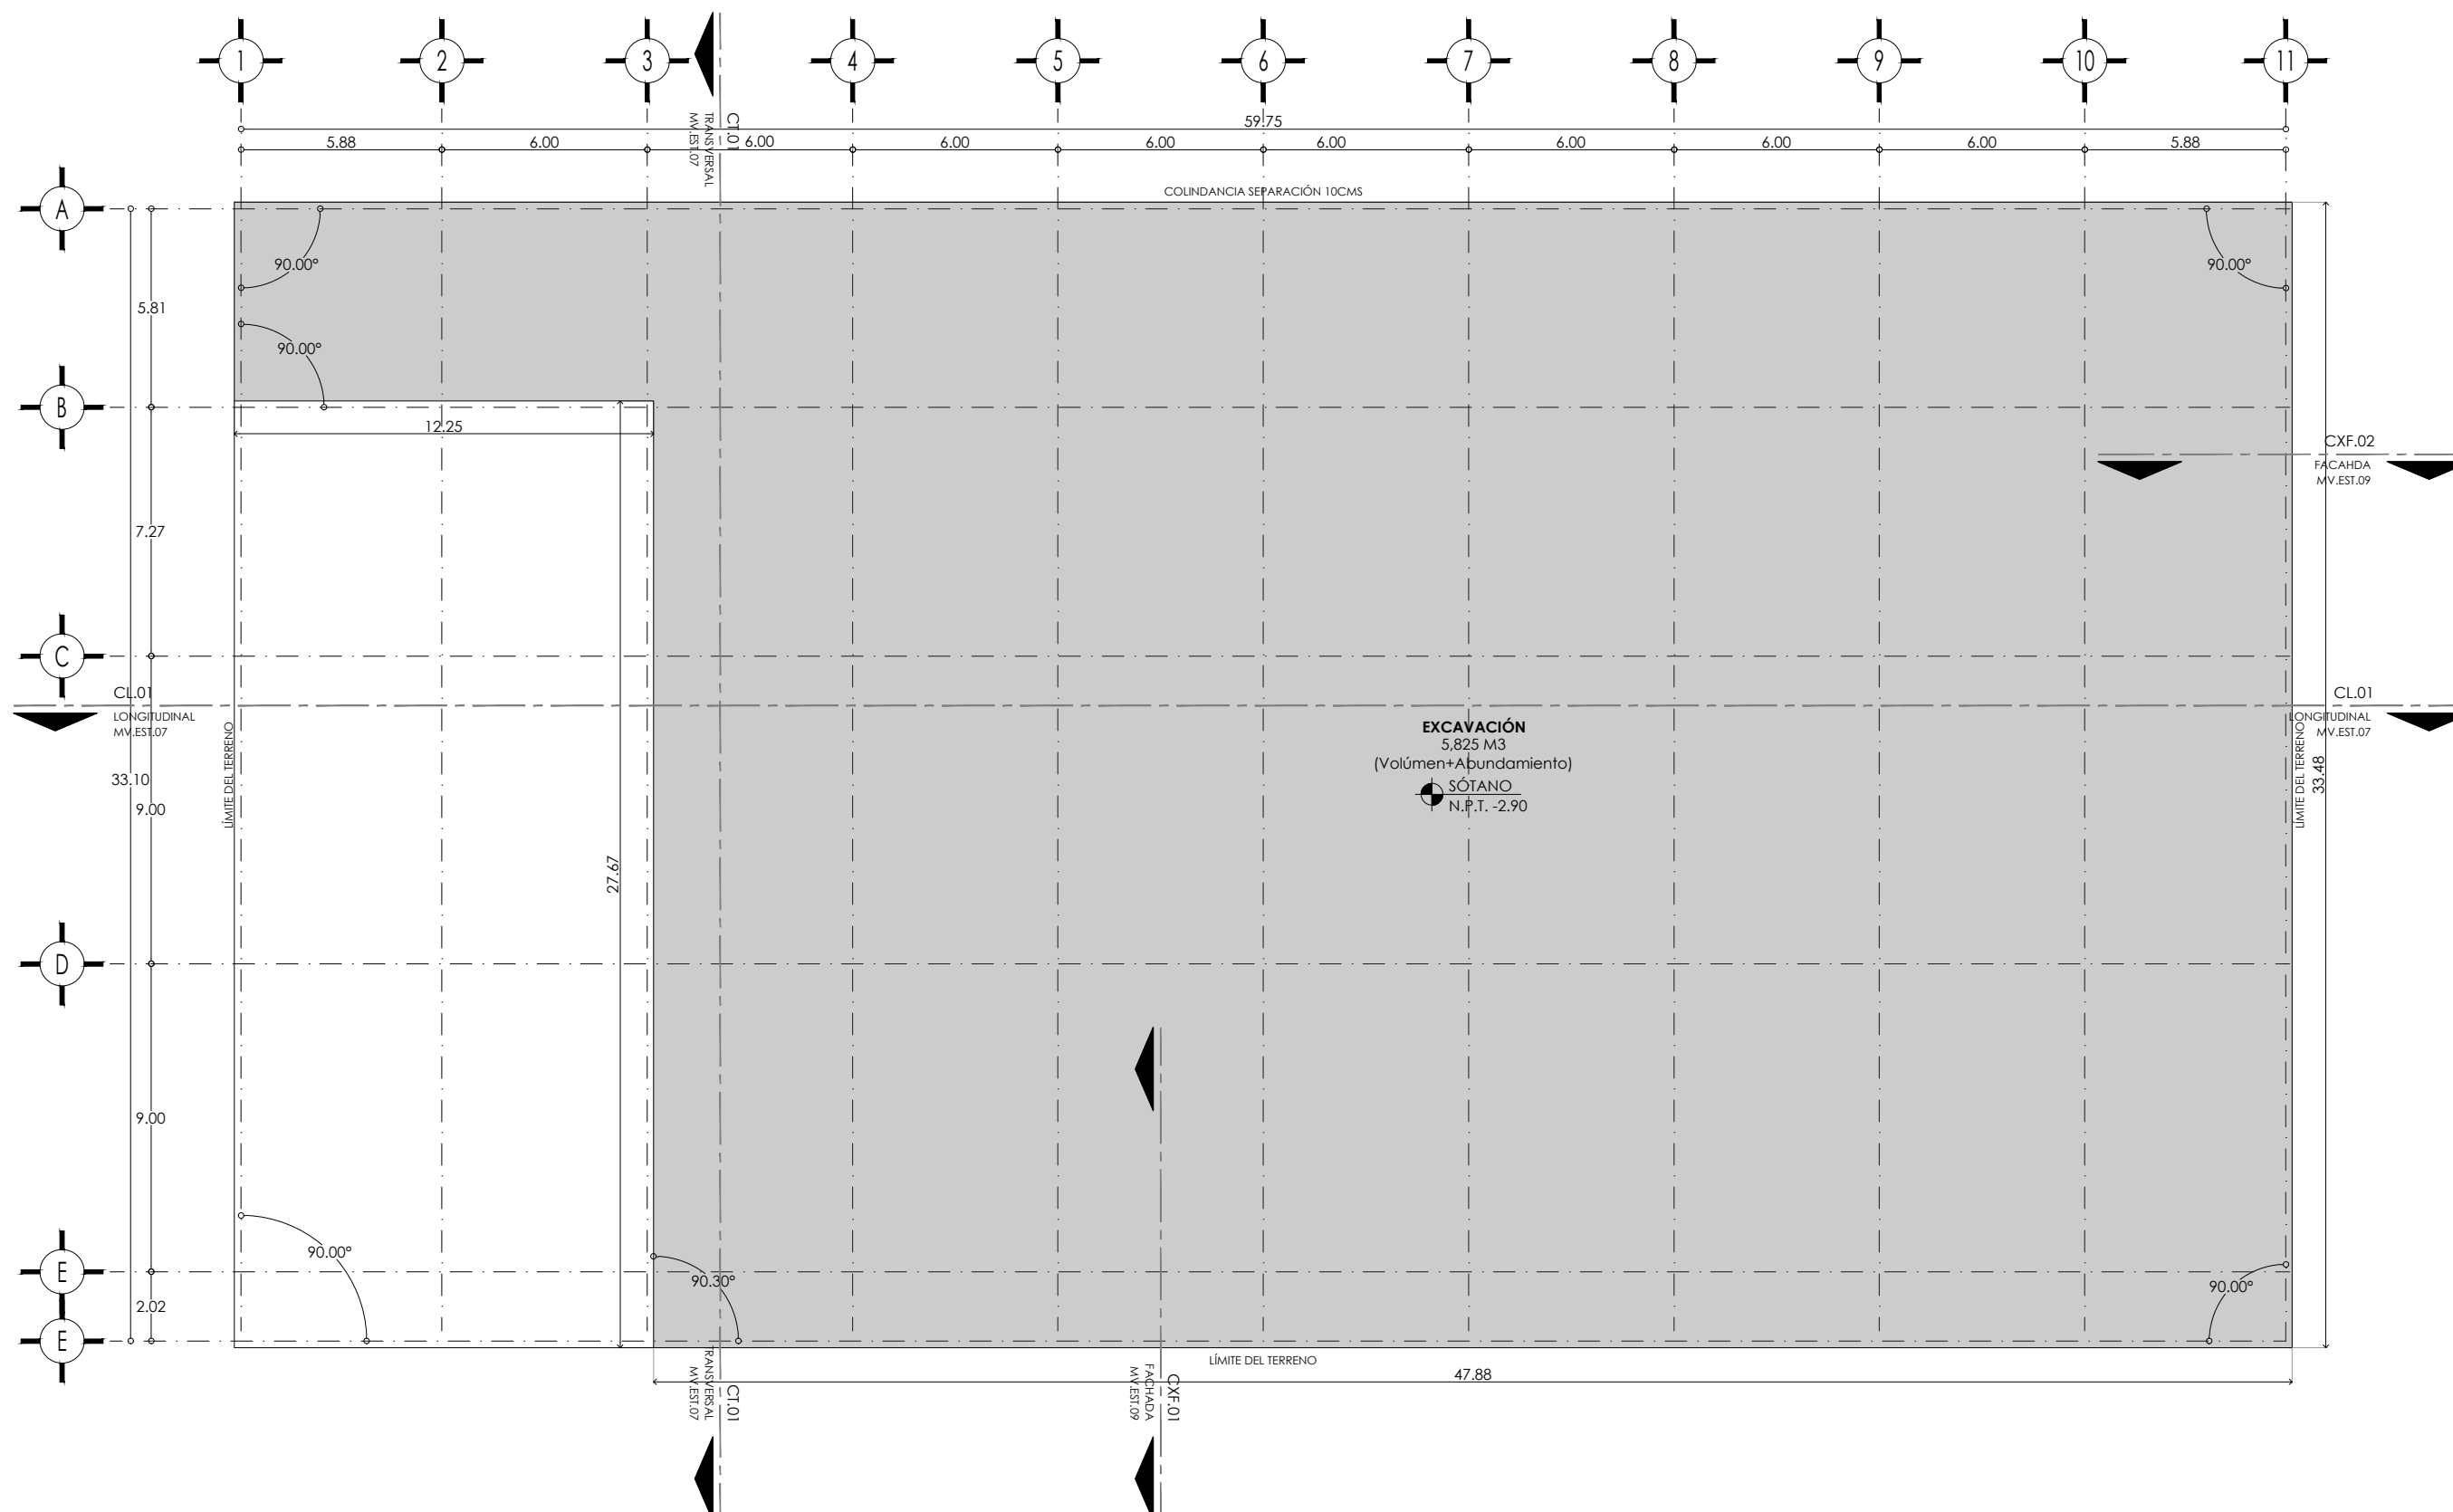 1
2
3
4
5
6
7
8
9
10
11
CT.01
TRANSVERSAL
MV.EST.07
59.75
5.88
6.00
6.00
6.00
6.00
6.00
6.00
6.00
6.00
5.88
COLINDANCIA SEPARACIÓN 10CMS
A
90.00°
90.00°
5.81
90.00°
B
12.25
CXF.02
FACAHDA
MV.EST.09
7.27
C
CL.01
LONGITUDINAL
MV.EST.07
CL.01
LONGITUDINAL
MV.EST.07
LÍMITE DEL TERRENO
EXCAVACIÓN
5,825 M3
(Volúmen+Abundamiento)
SÓTANO
N.P.T. -2.90
LÍMITE DEL TERRENO
33.48
33.10
9.00
27.67
D
9.00
90.00°
90.30°
90.00°
E
2.02
E
LÍMITE DEL TERRENO
47.88
CT.01
TRANSVERSAL
MV.EST.07
CXF.01
FACHADA
MV.EST.09